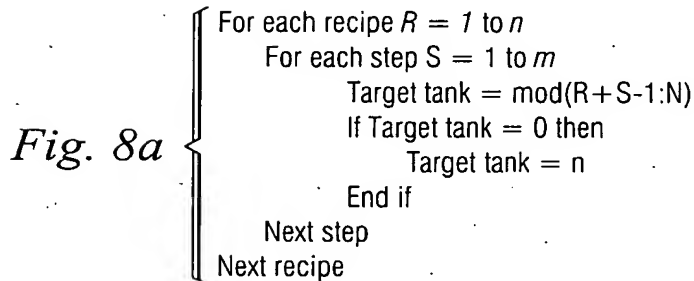 Fig. 8a
For each recipe R = 1 to n
For each step S = 1 to m
Target tank = mod(R+S-1:N)
If Target tank = 0 then
Target tank = n
End if
Next step
Next recipe